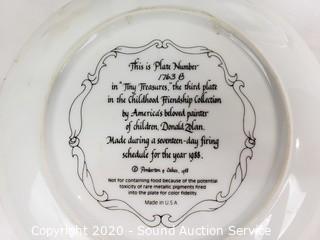 This is Plate Number
1763 B
in "Tiny Treasures," the third plate
in the Childhood Friendship Collection
by America's beloved painter
of children, Donald Zolan.
Made during a seventeen-day firing
schedule for the year 1988.
© Pemberton & Oakes, 1988
Not for containing food because of the potential
toxicity of rare metallic pigments fired
into the plate for color fidelity.
Made in U.S.A
Copyright 2020 - Sound Auction Service